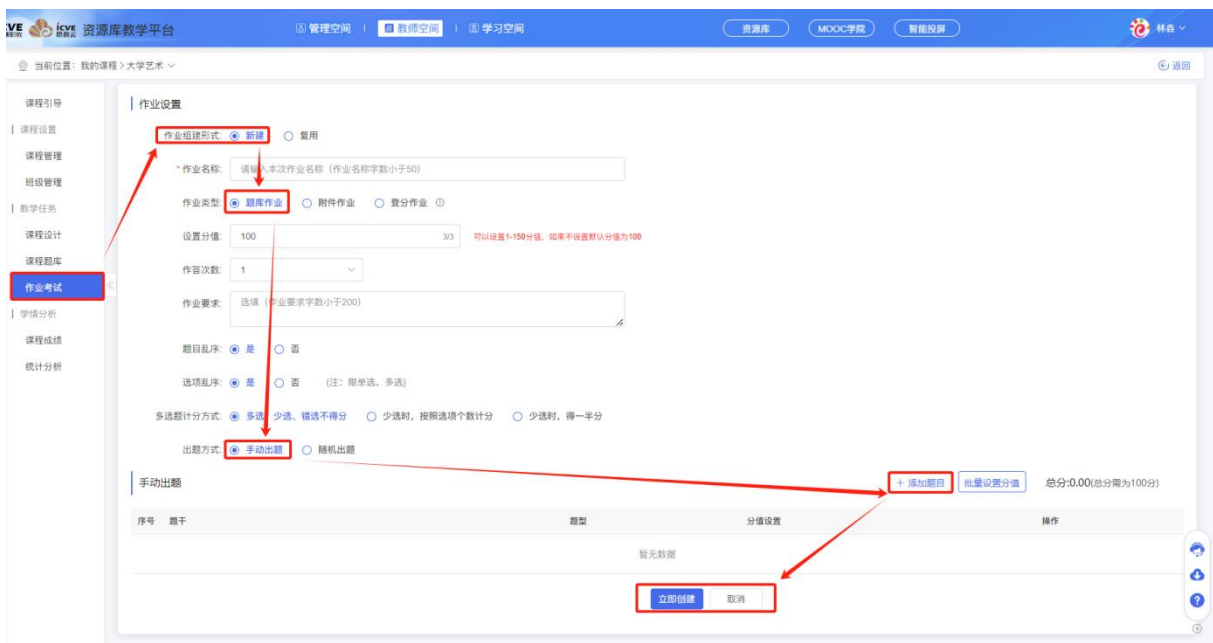 icve 职教云 资源库教学平台 管理空间 教师空间 学习空间 资源库 MOOC学院 智能投屏 林垚
当前位置：我的课程 > 大学艺术 返回
课程引导
课程设置
课程管理
班级管理
教学任务
课程设计
课程题库
作业考试
学情分析
课程成绩
统计分析
作业设置
作业组建形式: 新建 复用
* 作业名称: 请输入本次作业名称（作业名称字数小于50）
作业类型: 题库作业 附件作业 登分作业
设置分值: 100 3/3 可以设置1-150分值，如果不设置默认分值为100
作答次数: 1
作业要求: 选填（作业要求字数小于200）
题目乱序: 是 否
选项乱序: 是 否 (注：限单选、多选)
多选题计分方式: 多选、少选、错选不得分 少选时，按照选项个数计分 少选时，得一半分
出题方式: 手动出题 随机出题
手动出题 + 添加题目 批量设置分值 总分:0.00(总分需为100分)
序号 题干 题型 分值设置 操作
暂无数据
立即创建 取消